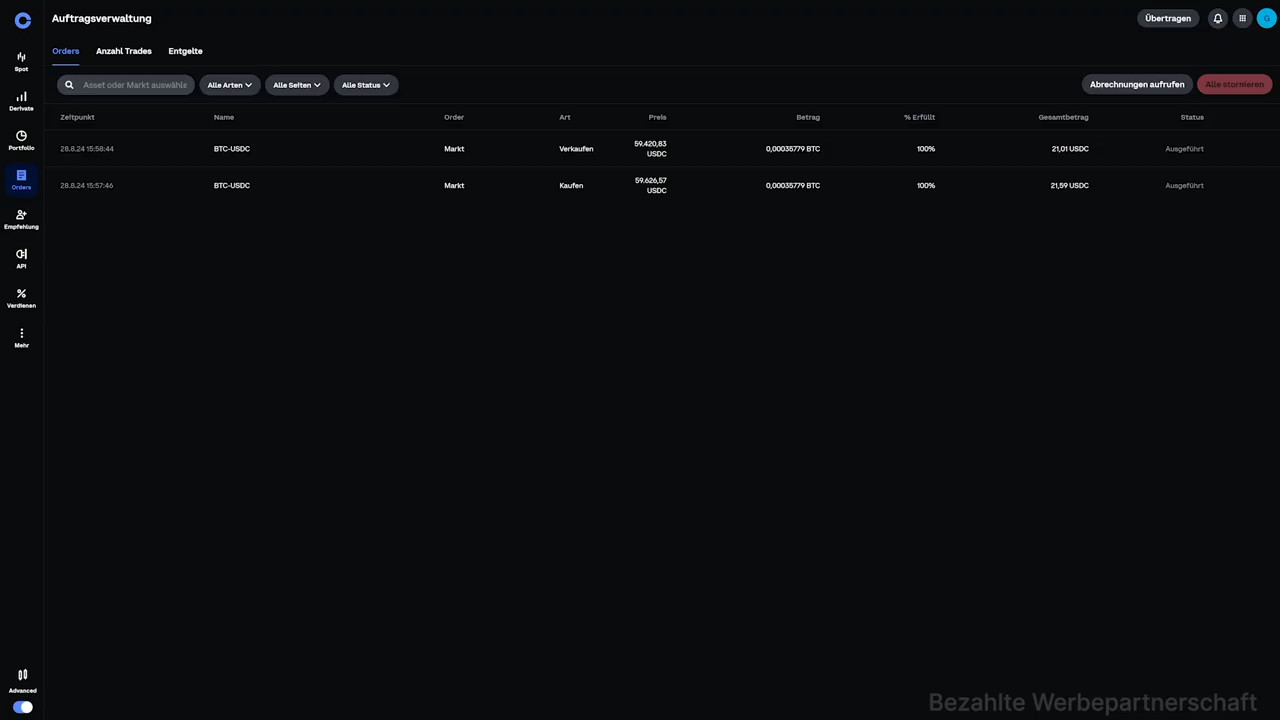 Auftragsverwaltung
Übertragen
G
Orders Anzahl Trades Entgelte
Asset oder Markt auswähle
Alle Arten Alle Seiten Alle Status
Abrechnungen aufrufen Alle stornieren
Zeitpunkt Name Order Art Preis Betrag % Erfüllt Gesamtbetrag Status
28.8.24 15:58:44 BTC-USDC Markt Verkaufen 59.420,83 USDC 0,00035779 BTC 100% 21,01 USDC Ausgeführt
28.8.24 15:57:46 BTC-USDC Markt Kaufen 59.626,57 USDC 0,00035779 BTC 100% 21,59 USDC Ausgeführt
Spot
Derivate
Portfolio
Orders
Empfehlung
API
Verdienen
Mehr
Advanced
Bezahlte Werbepartnerschaft